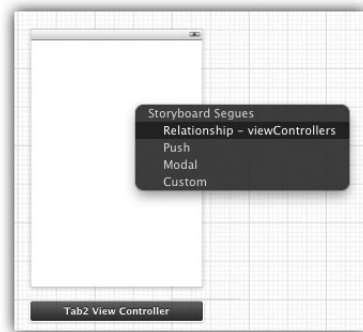 Storyboard Segues
Relationship – viewControllers
Push
Modal
Custom
Tab2 View Controller